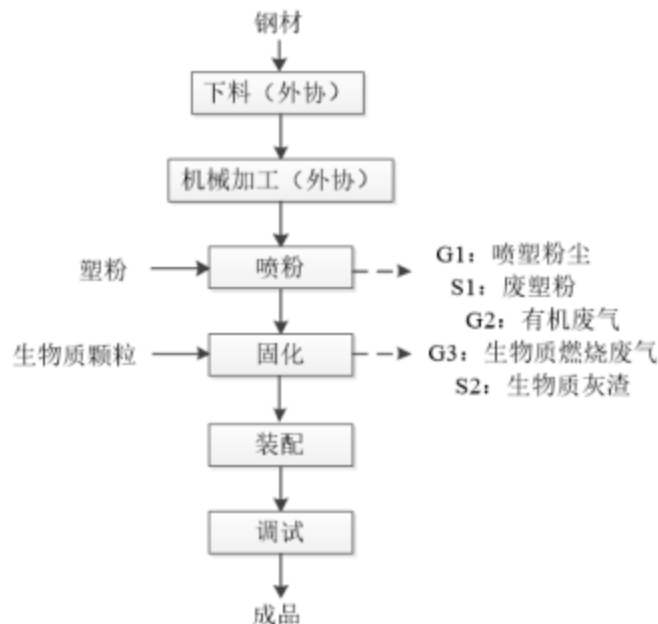 钢材
下料（外协）
机械加工（外协）
塑粉
喷粉
G1：喷塑粉尘
S1：废塑粉
生物质颗粒
固化
G2：有机废气
G3：生物质燃烧废气
S2：生物质灰渣
装配
调试
成品